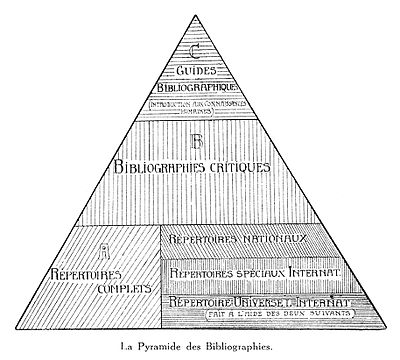 C
GUIDES
BIBLIOGRAPHIQUE
(INTRODUCTION AUX CONNAISSANCES
HUMAINES)
B
BIBLIOGRAPHIES CRITIQUES
A
RÉPERTOIRES
COMPLETS
RÉPERTOIRES NATIONAUX
RÉPERTOIRES SPÉCIAUX INTERNAT.
RÉPERTOIRE UNIVERSEL INTERNAT
(FAIT À L'AIDE DES DEUX SUIVANTS)
La Pyramide des Bibliographies.